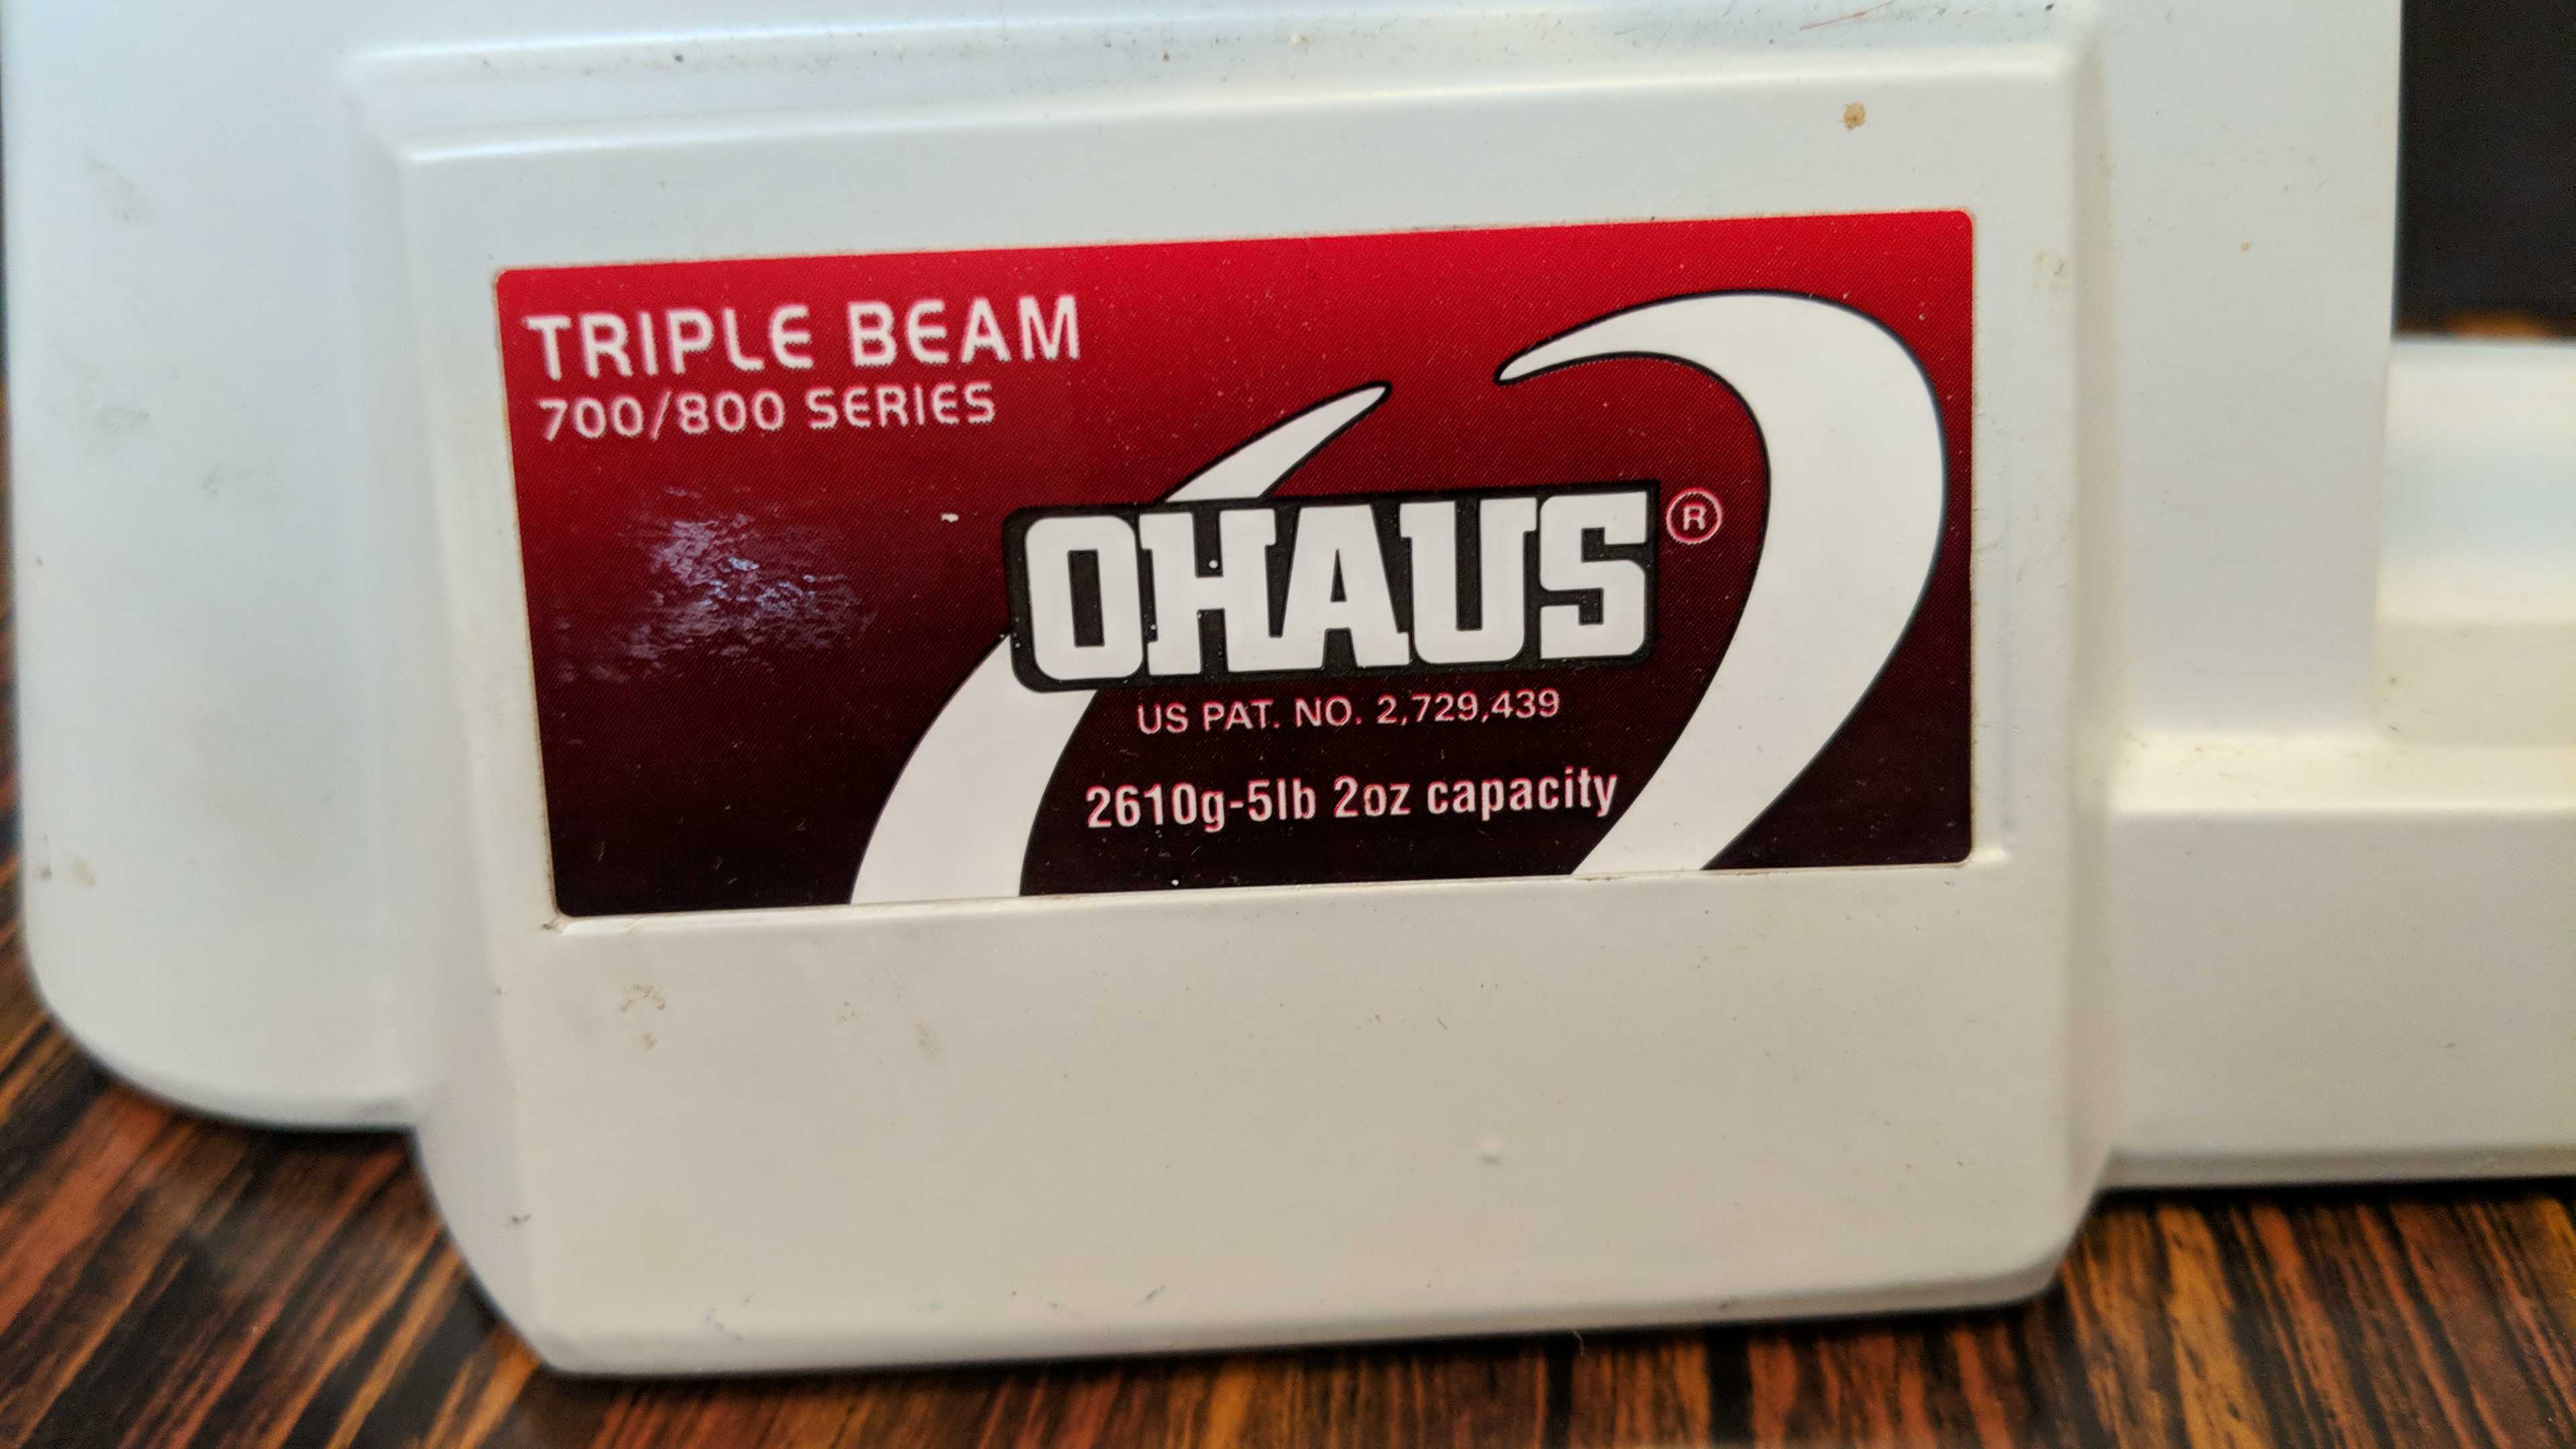 TRIPLE BEAM
700/800 SERIES
OHAUS®
US PAT. NO. 2,729,439
2610g-5lb 2oz capacity